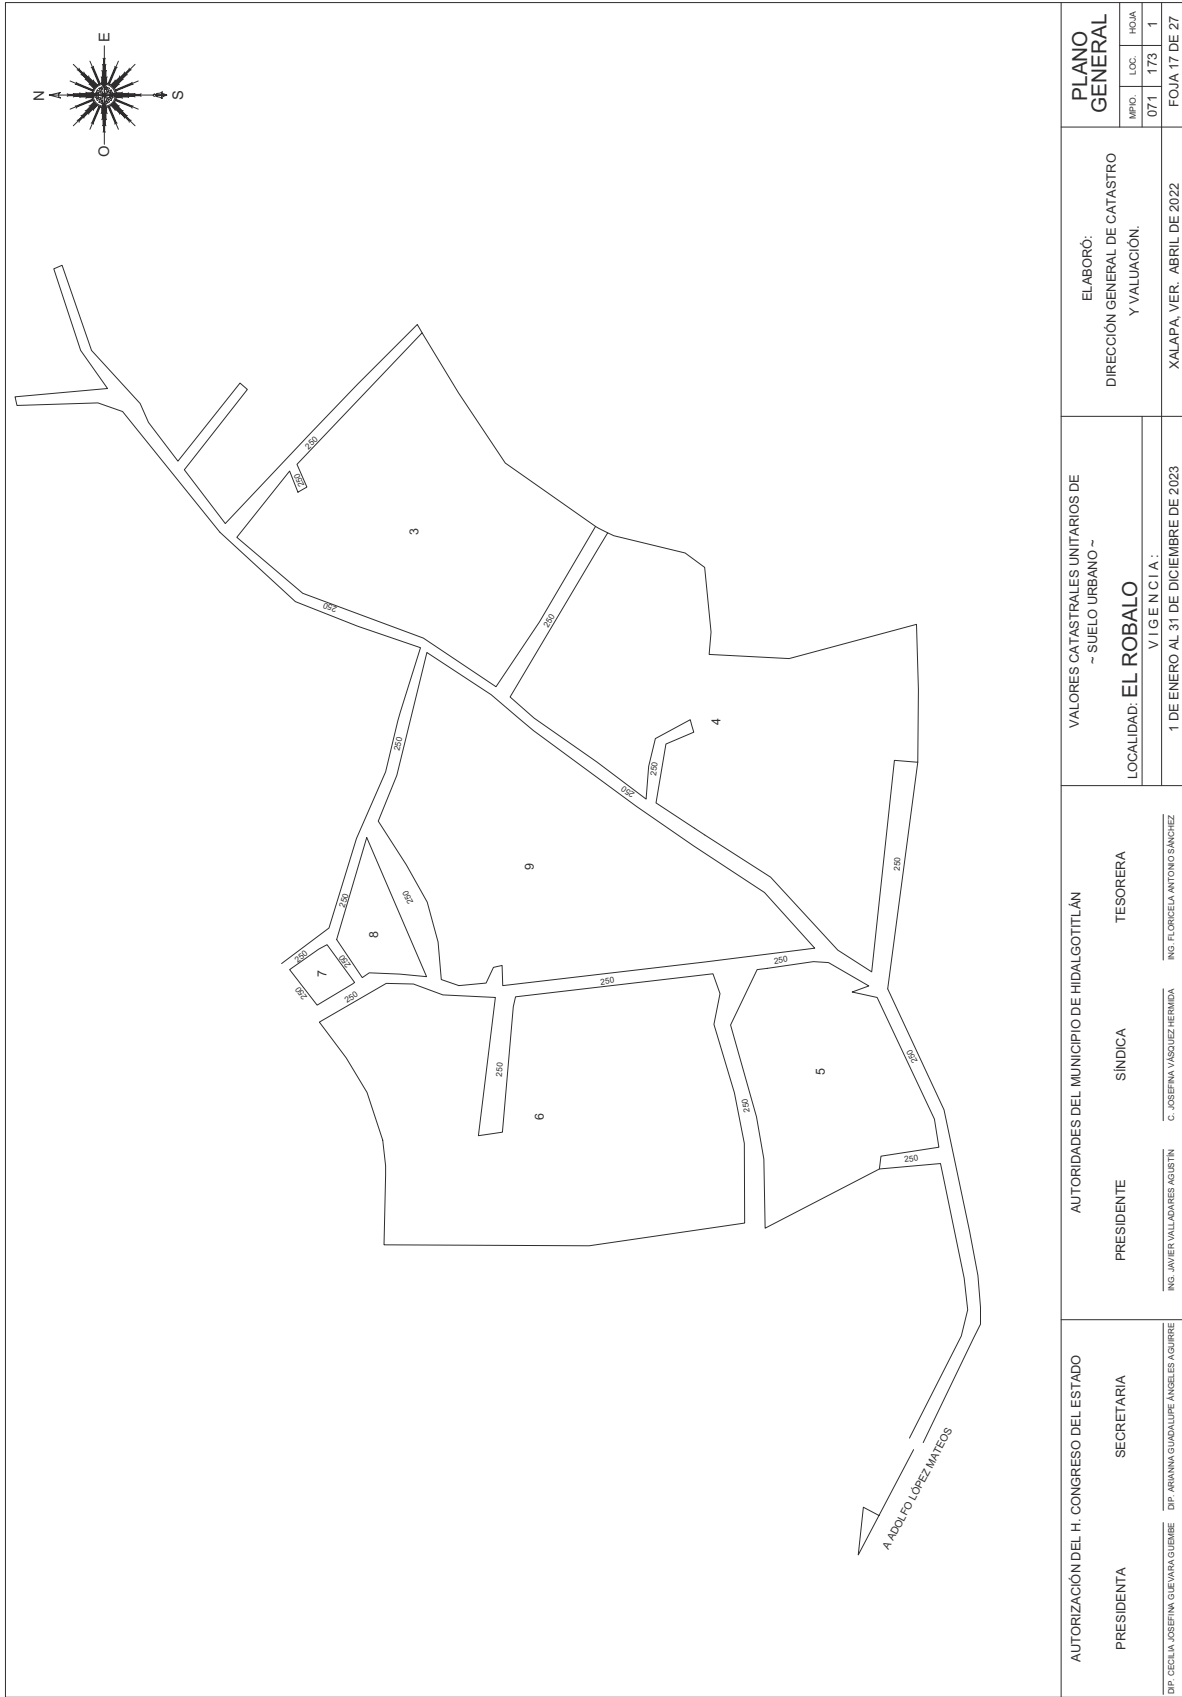 N
O
E
S
250
250
250
250
250
250
7
8
250
250
250
250
250
3
250
6
9
250
250
250
250
250
4
250
250
5
250
250
250
A ADOLFO LÓPEZ MATEOS
AUTORIZACIÓN DEL H. CONGRESO DEL ESTADO
PRESIDENTA
SECRETARIA
DIP. CECILIA JOSEFINA GUEVARA GUEMBE
DIP. ARIANNA GUADALUPE ÁNGELES AGUIRRE
AUTORIDADES DEL MUNICIPIO DE HIDALGOTITLÁN
PRESIDENTE
SÍNDICA
TESORERA
ING. JAVIER VALLADARES AGUSTÍN
C. JOSEFINA VÁSQUEZ HERMIDA
ING. FLORICELA ANTONIO SÁNCHEZ
VALORES CATASTRALES UNITARIOS DE
~ SUELO URBANO ~
LOCALIDAD: EL ROBALO
V I G E N C I A :
1 DE ENERO AL 31 DE DICIEMBRE DE 2023
ELABORÓ:
DIRECCIÓN GENERAL DE CATASTRO
Y VALUACIÓN.
XALAPA, VER. ABRIL DE 2022
PLANO
GENERAL
MPIO. LOC. HOJA
071 173 1
FOJA 17 DE 27